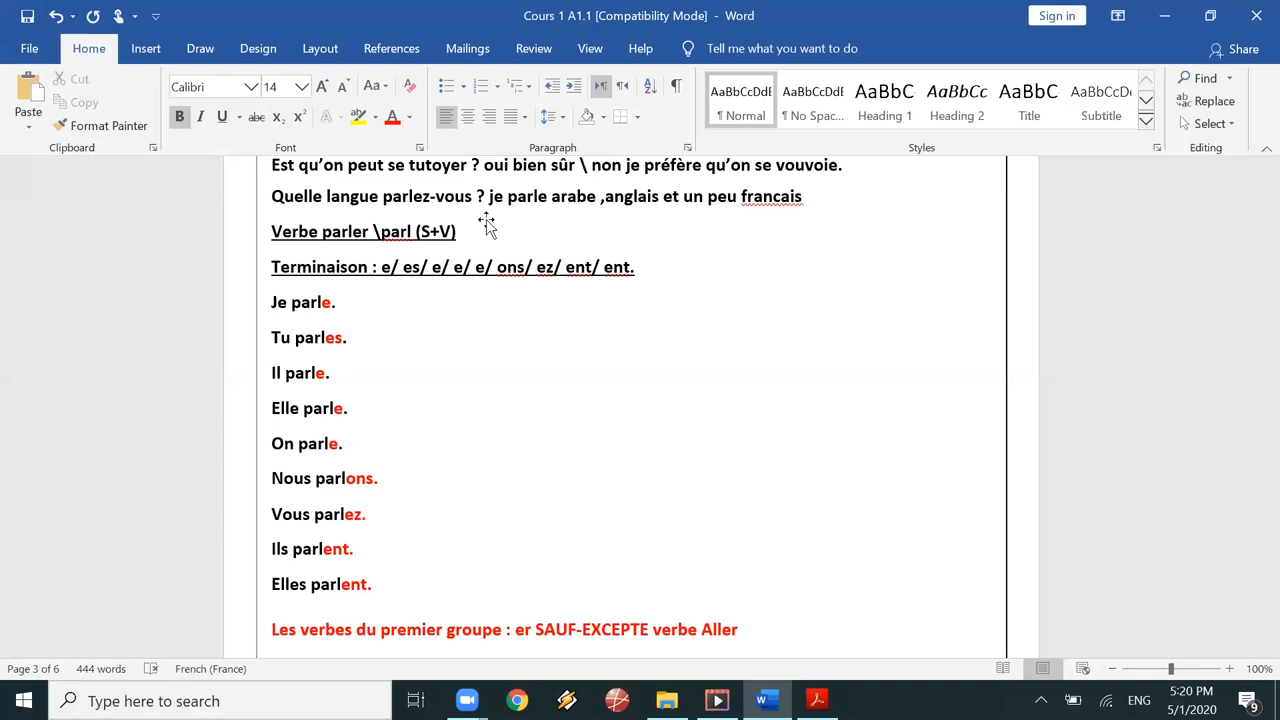 Cours 1 A1.1 [Compatibility Mode] - Word
Sign in
File Home Insert Draw Design Layout References Mailings Review View Help Tell me what you want to do Share
Paste Cut Copy Format Painter Clipboard
Calibri 14 Font
Paragraph
AaBbCcDdE ¶ Normal
AaBbCcDd ¶ No Spac...
AaBbC Heading 1
AaBbCc Heading 2
AaBbC Title
AaBbCcD Subtitle
Styles
Find Replace Select Editing
Est qu’on peut se tutoyer ? oui bien sûr \ non je préfère qu’on se vouvoie.
Quelle langue parlez-vous ? je parle arabe ,anglais et un peu francais
Verbe parler \parl (S+V)
Terminaison : e/ es/ e/ e/ e/ ons/ ez/ ent/ ent.
Je parle.
Tu parles.
Il parle.
Elle parle.
On parle.
Nous parlons.
Vous parlez.
Ils parlent.
Elles parlent.
Les verbes du premier groupe : er SAUF-EXCEPTE verbe Aller
Page 3 of 6 444 words French (France) 100%
Type here to search
ENG
5:20 PM
5/1/2020
9